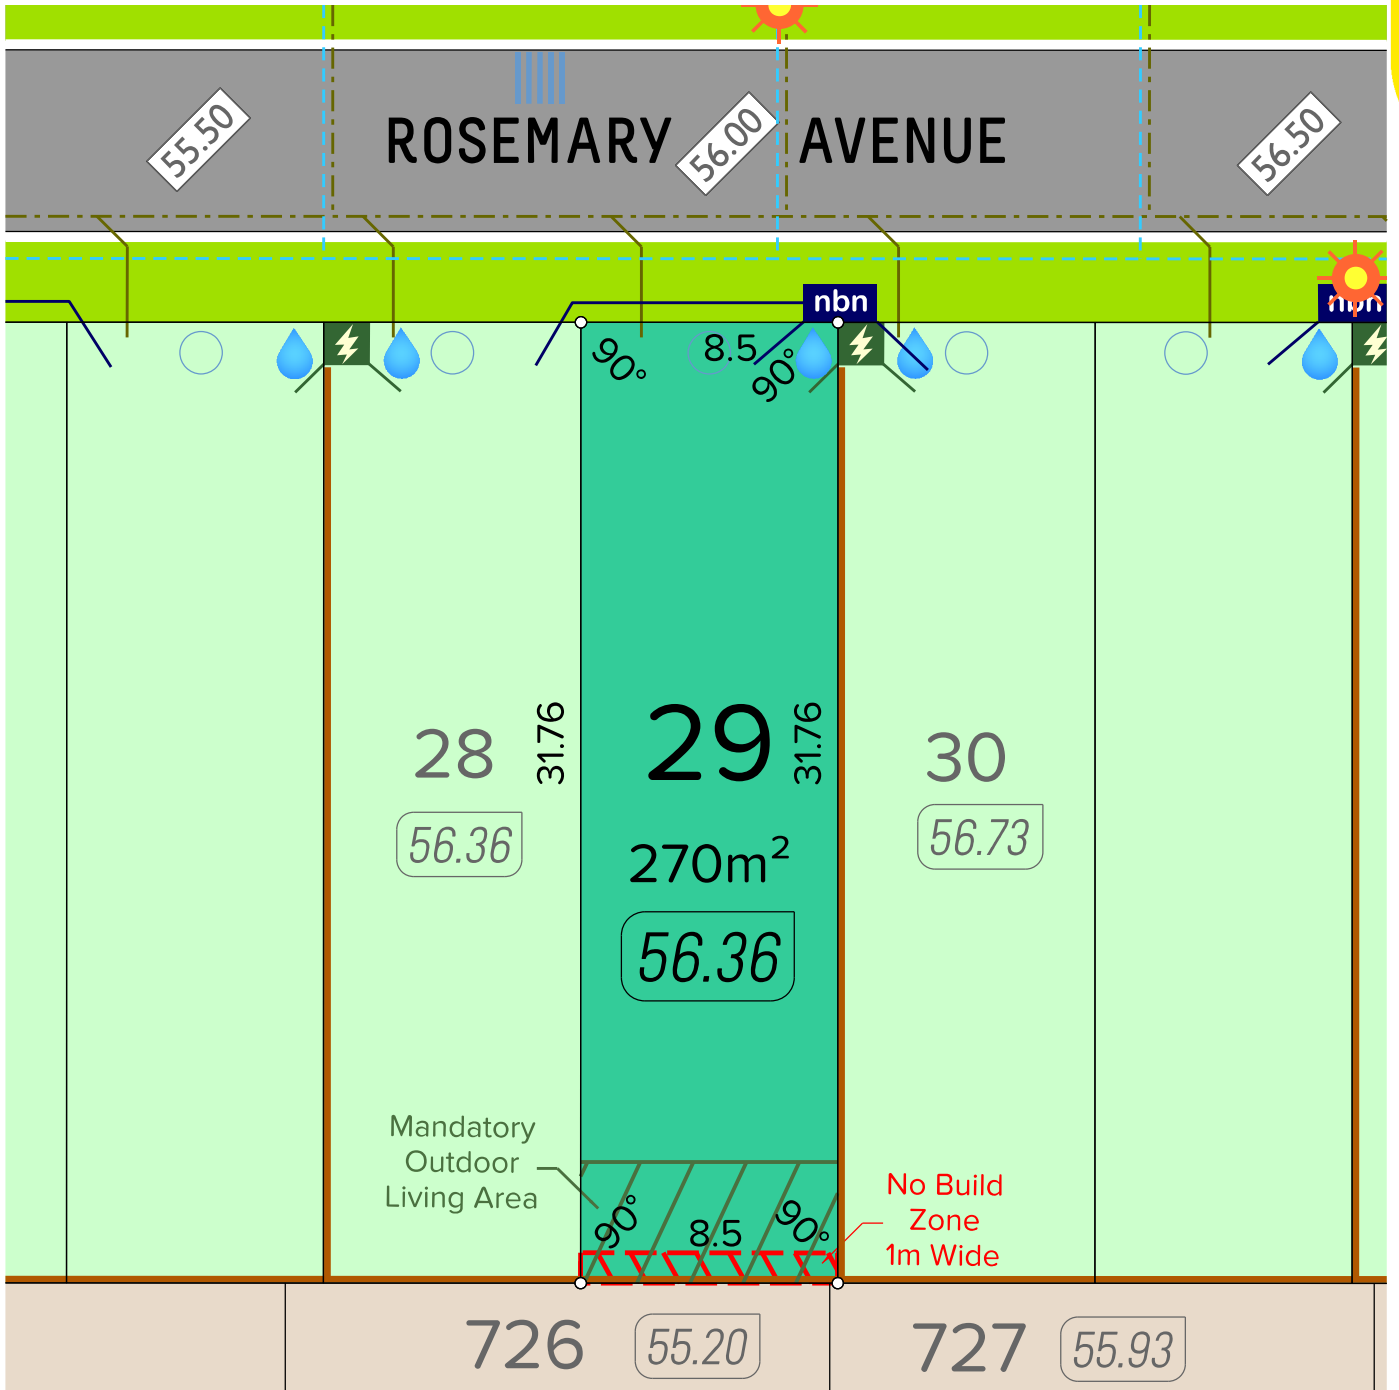 55.50
ROSEMARY
56.00
AVENUE
56.50
nbn
nbn
90°
8.5
90°
28
31.76
29
31.76
30
56.36
270m²
56.73
56.36
Mandatory
Outdoor
Living Area
90°
8.5
90°
No Build
Zone
1m Wide
726
55.20
727
55.93